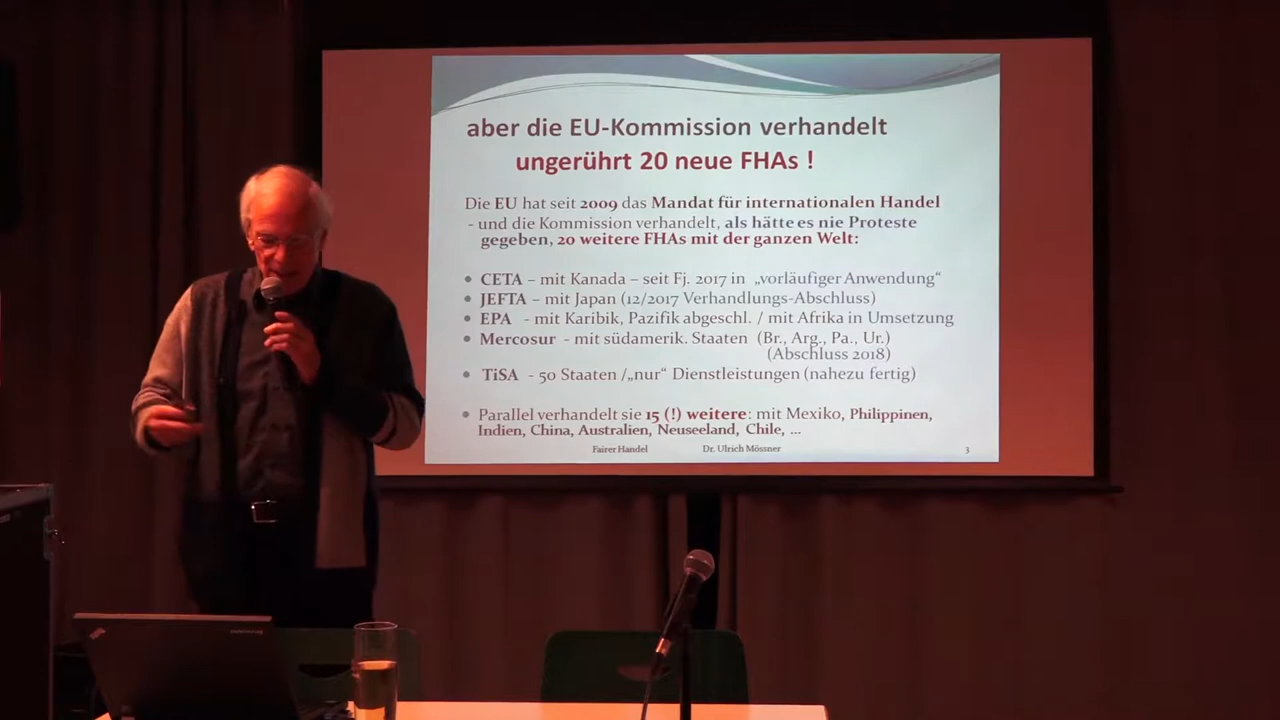 aber die EU-Kommission verhandelt
ungerührt 20 neue FHAs !
Die EU hat seit 2009 das Mandat für internationalen Handel
- und die Kommission verhandelt, als hätte es nie Proteste
gegeben, 20 weitere FHAs mit der ganzen Welt:
• CETA – mit Kanada – seit Fj. 2017 in „vorläufiger Anwendung“
• JEFTA – mit Japan (12/2017 Verhandlungs-Abschluss)
• EPA - mit Karibik, Pazifik abgeschl. / mit Afrika in Umsetzung
• Mercosur - mit südamerik. Staaten (Br., Arg., Pa., Ur.)
(Abschluss 2018)
• TiSA - 50 Staaten /„nur“ Dienstleistungen (nahezu fertig)
• Parallel verhandelt sie 15 (!) weitere: mit Mexiko, Philippinen,
Indien, China, Australien, Neuseeland, Chile, ...
Fairer Handel Dr. Ulrich Mössner 3